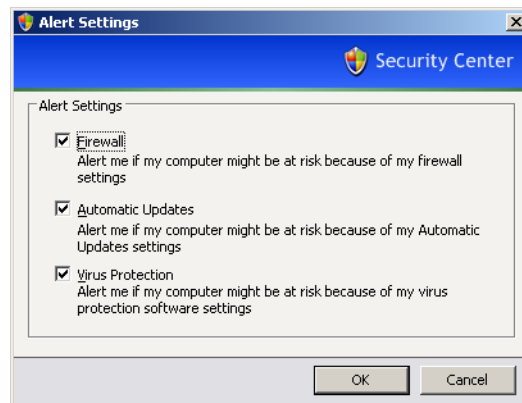 Alert Settings
Security Center
Alert Settings
Firewall
Alert me if my computer might be at risk because of my firewall
settings
Automatic Updates
Alert me if my computer might be at risk because of my Automatic
Updates settings
Virus Protection
Alert me if my computer might be at risk because of my virus
protection software settings
OK
Cancel